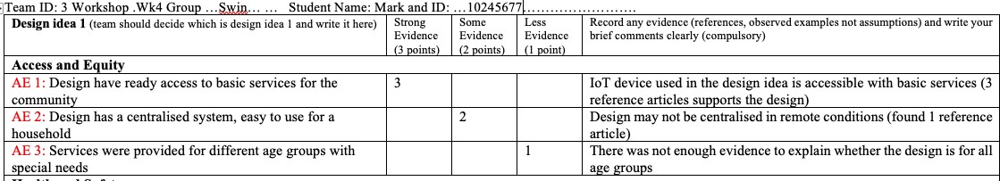 Team ID: 3 Workshop .Wk4 Group …Swin… … Student Name: Mark and ID: …10245677……………………
Design idea 1 (team should decide which is design idea 1 and write it here)
Strong
Evidence
(3 points)
Some
Evidence
(2 points)
Less
Evidence
(1 point)
Record any evidence (references, observed examples not assumptions) and write your
brief comments clearly (compulsory)
Access and Equity
AE 1: Design have ready access to basic services for the
community
3
IoT device used in the design idea is accessible with basic services (3
reference articles supports the design)
AE 2: Design has a centralised system, easy to use for a
household
2
Design may not be centralised in remote conditions (found 1 reference
article)
AE 3: Services were provided for different age groups with
special needs
1
There was not enough evidence to explain whether the design is for all
age groups